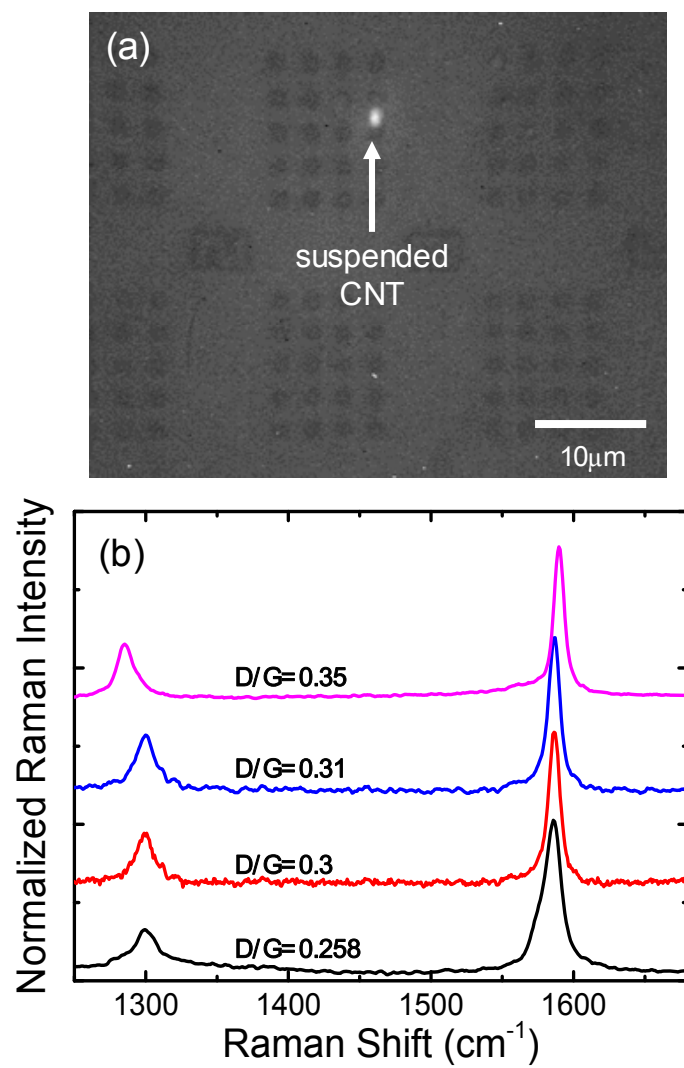 (a)
suspended
CNT
10μm
(b)
Normalized Raman Intensity
D/G=0.35
D/G=0.31
D/G=0.3
D/G=0.258
1300 1400 1500 1600
Raman Shift (cm⁻¹)